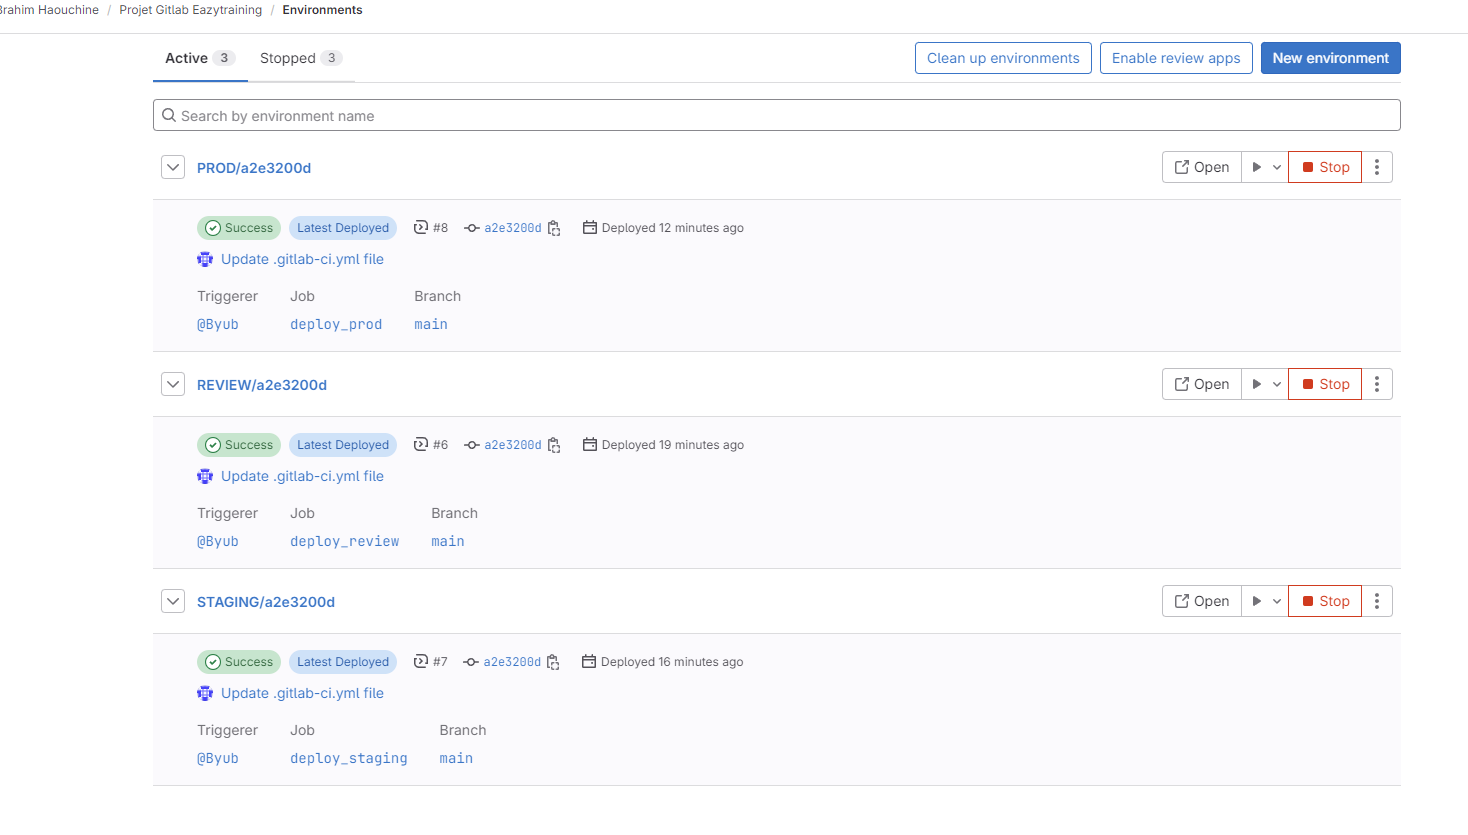 Brahim Haouchine / Projet Gitlab Eazytraining / Environments
Active 3 Stopped 3 Clean up environments Enable review apps New environment
Search by environment name
PROD/a2e3200d Open Stop
Success Latest Deployed #8 a2e3200d Deployed 12 minutes ago
Update .gitlab-ci.yml file
Triggerer Job Branch
@Byub deploy_prod main
REVIEW/a2e3200d Open Stop
Success Latest Deployed #6 a2e3200d Deployed 19 minutes ago
Update .gitlab-ci.yml file
Triggerer Job Branch
@Byub deploy_review main
STAGING/a2e3200d Open Stop
Success Latest Deployed #7 a2e3200d Deployed 16 minutes ago
Update .gitlab-ci.yml file
Triggerer Job Branch
@Byub deploy_staging main